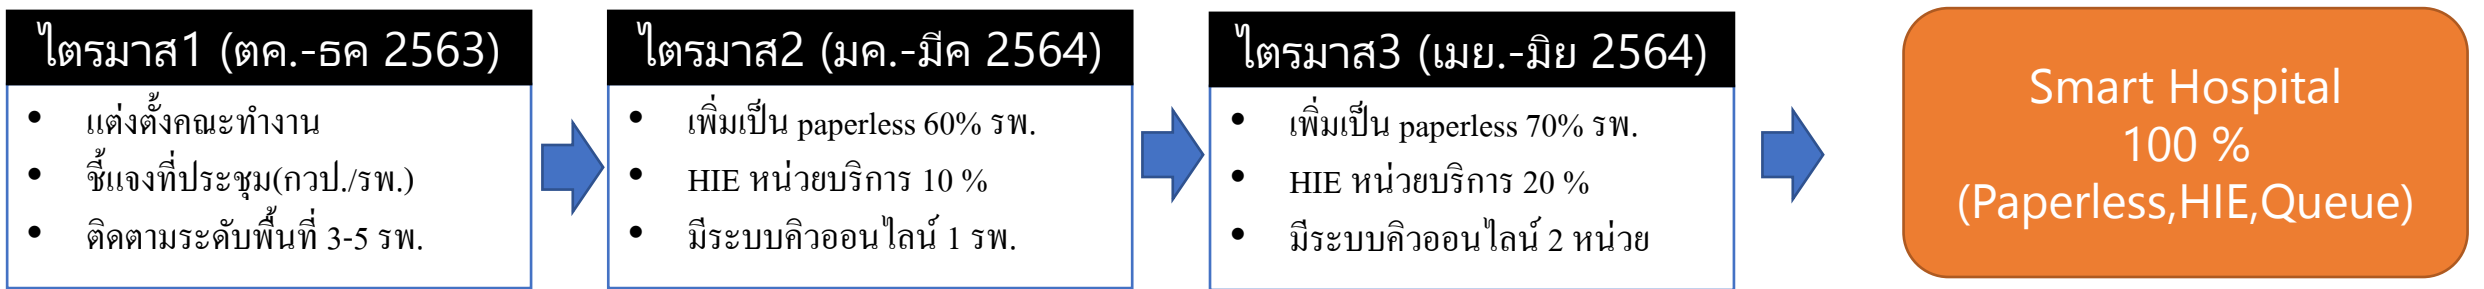 ไตรมาส1 (ตค.-ธค 2563)
• แต่งตั้งคณะทำงาน
• ชี้แจงที่ประชุม(กวป./รพ.)
• ติดตามระดับพื้นที่ 3-5 รพ.
ไตรมาส2 (มค.-มีค 2564)
• เพิ่มเป็น paperless 60% รพ.
• HIE หน่วยบริการ 10 %
• มีระบบคิวออนไลน์ 1 รพ.
ไตรมาส3 (เมย.-มิย 2564)
• เพิ่มเป็น paperless 70% รพ.
• HIE หน่วยบริการ 20 %
• มีระบบคิวออนไลน์ 2 หน่วย
Smart Hospital
100 %
(Paperless,HIE,Queue)